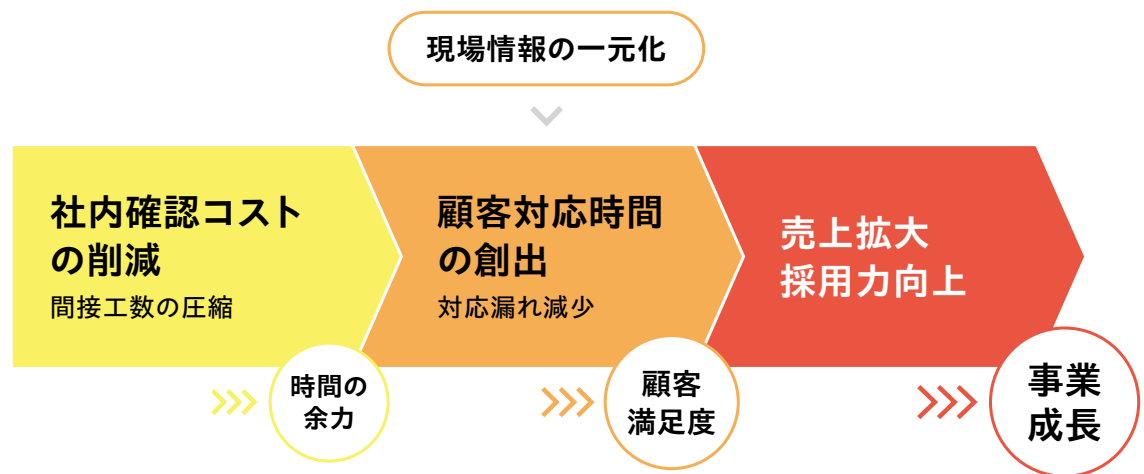 現場情報の一元化
社内確認コスト
の削減
間接工数の圧縮
顧客対応時間
の創出
対応漏れ減少
売上拡大
採用力向上
時間の
余力
顧客
満足度
事業
成長